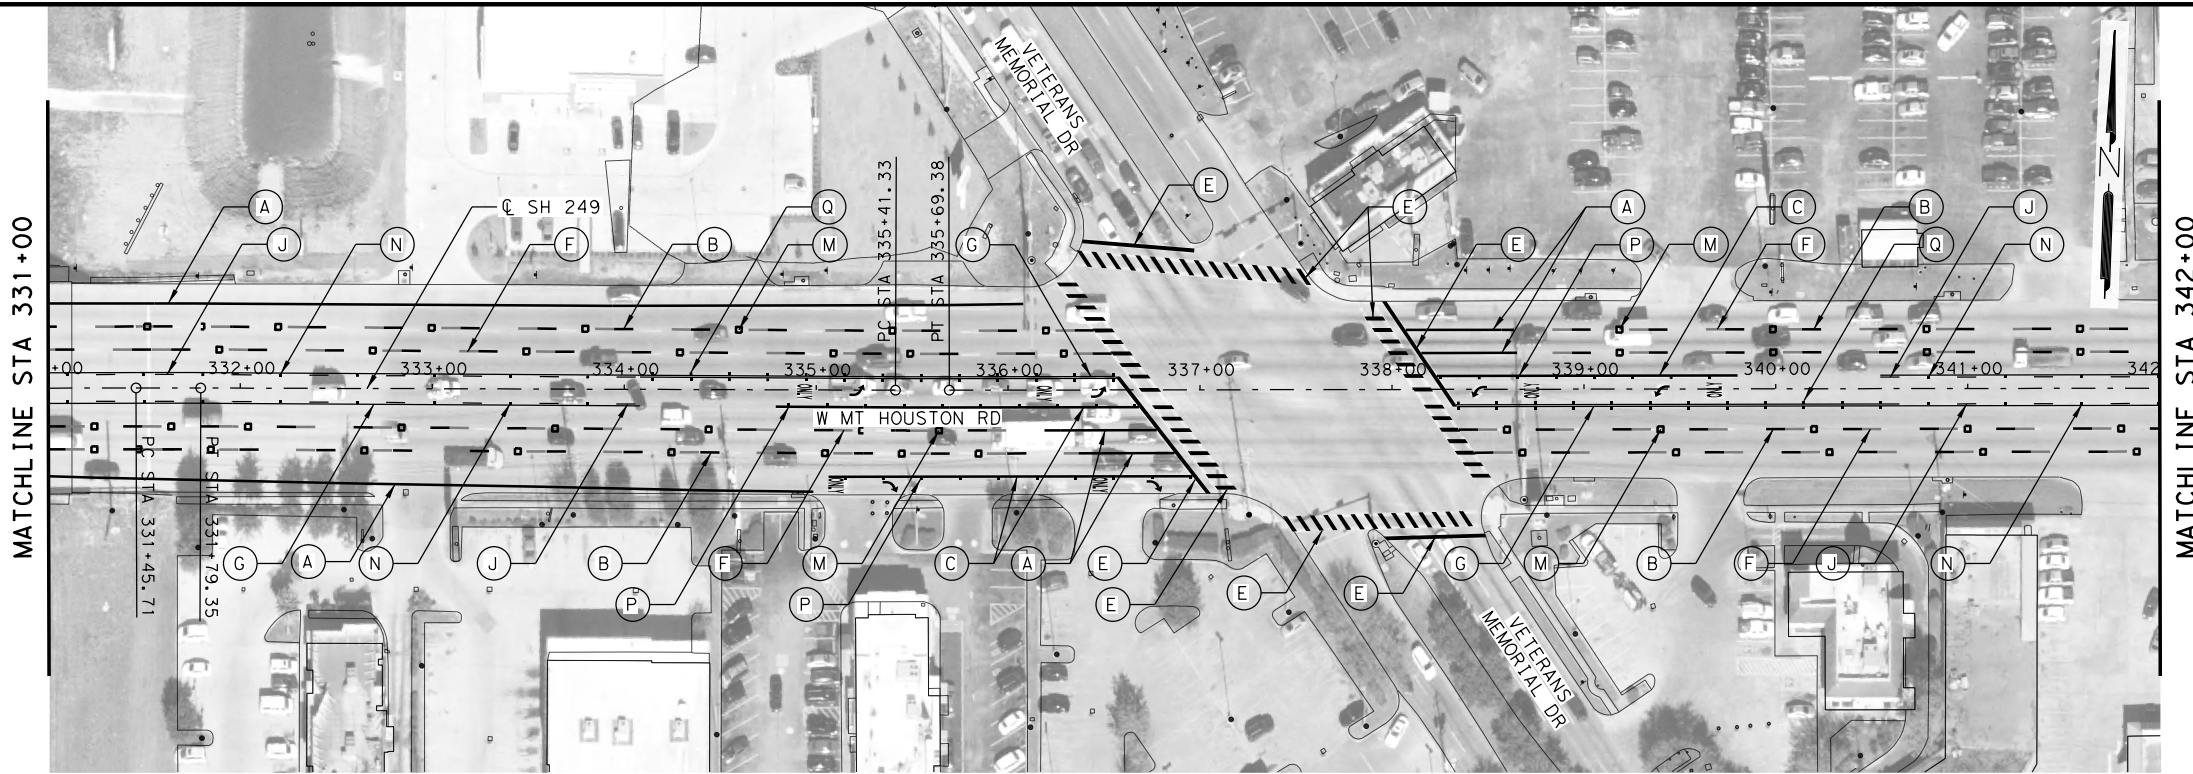 MATCHLINE STA 331+00
VETERANS
MEMORIAL DR
A
J
N
℄ SH 249
F
B
Q
M
PC STA 335+41.33
PT STA 335+69.38
G
E
E
E
A
P
C
M
B
F
Q
J
N
N
+00
332+00
333+00
334+00
335+00
336+00
337+00
338+00
339+00
340+00
341+00
342
ONLY
ONLY
ONLY
ONLY
W MT HOUSTON RD
ONLY
ONLY
PC STA 331+45.71
PT STA 331+79.35
G
A
N
J
B
P
F
M
P
C
A
E
E
E
E
G
M
B
F
J
N
VETERANS
MEMORIAL DR
MATCHLINE STA 342+00